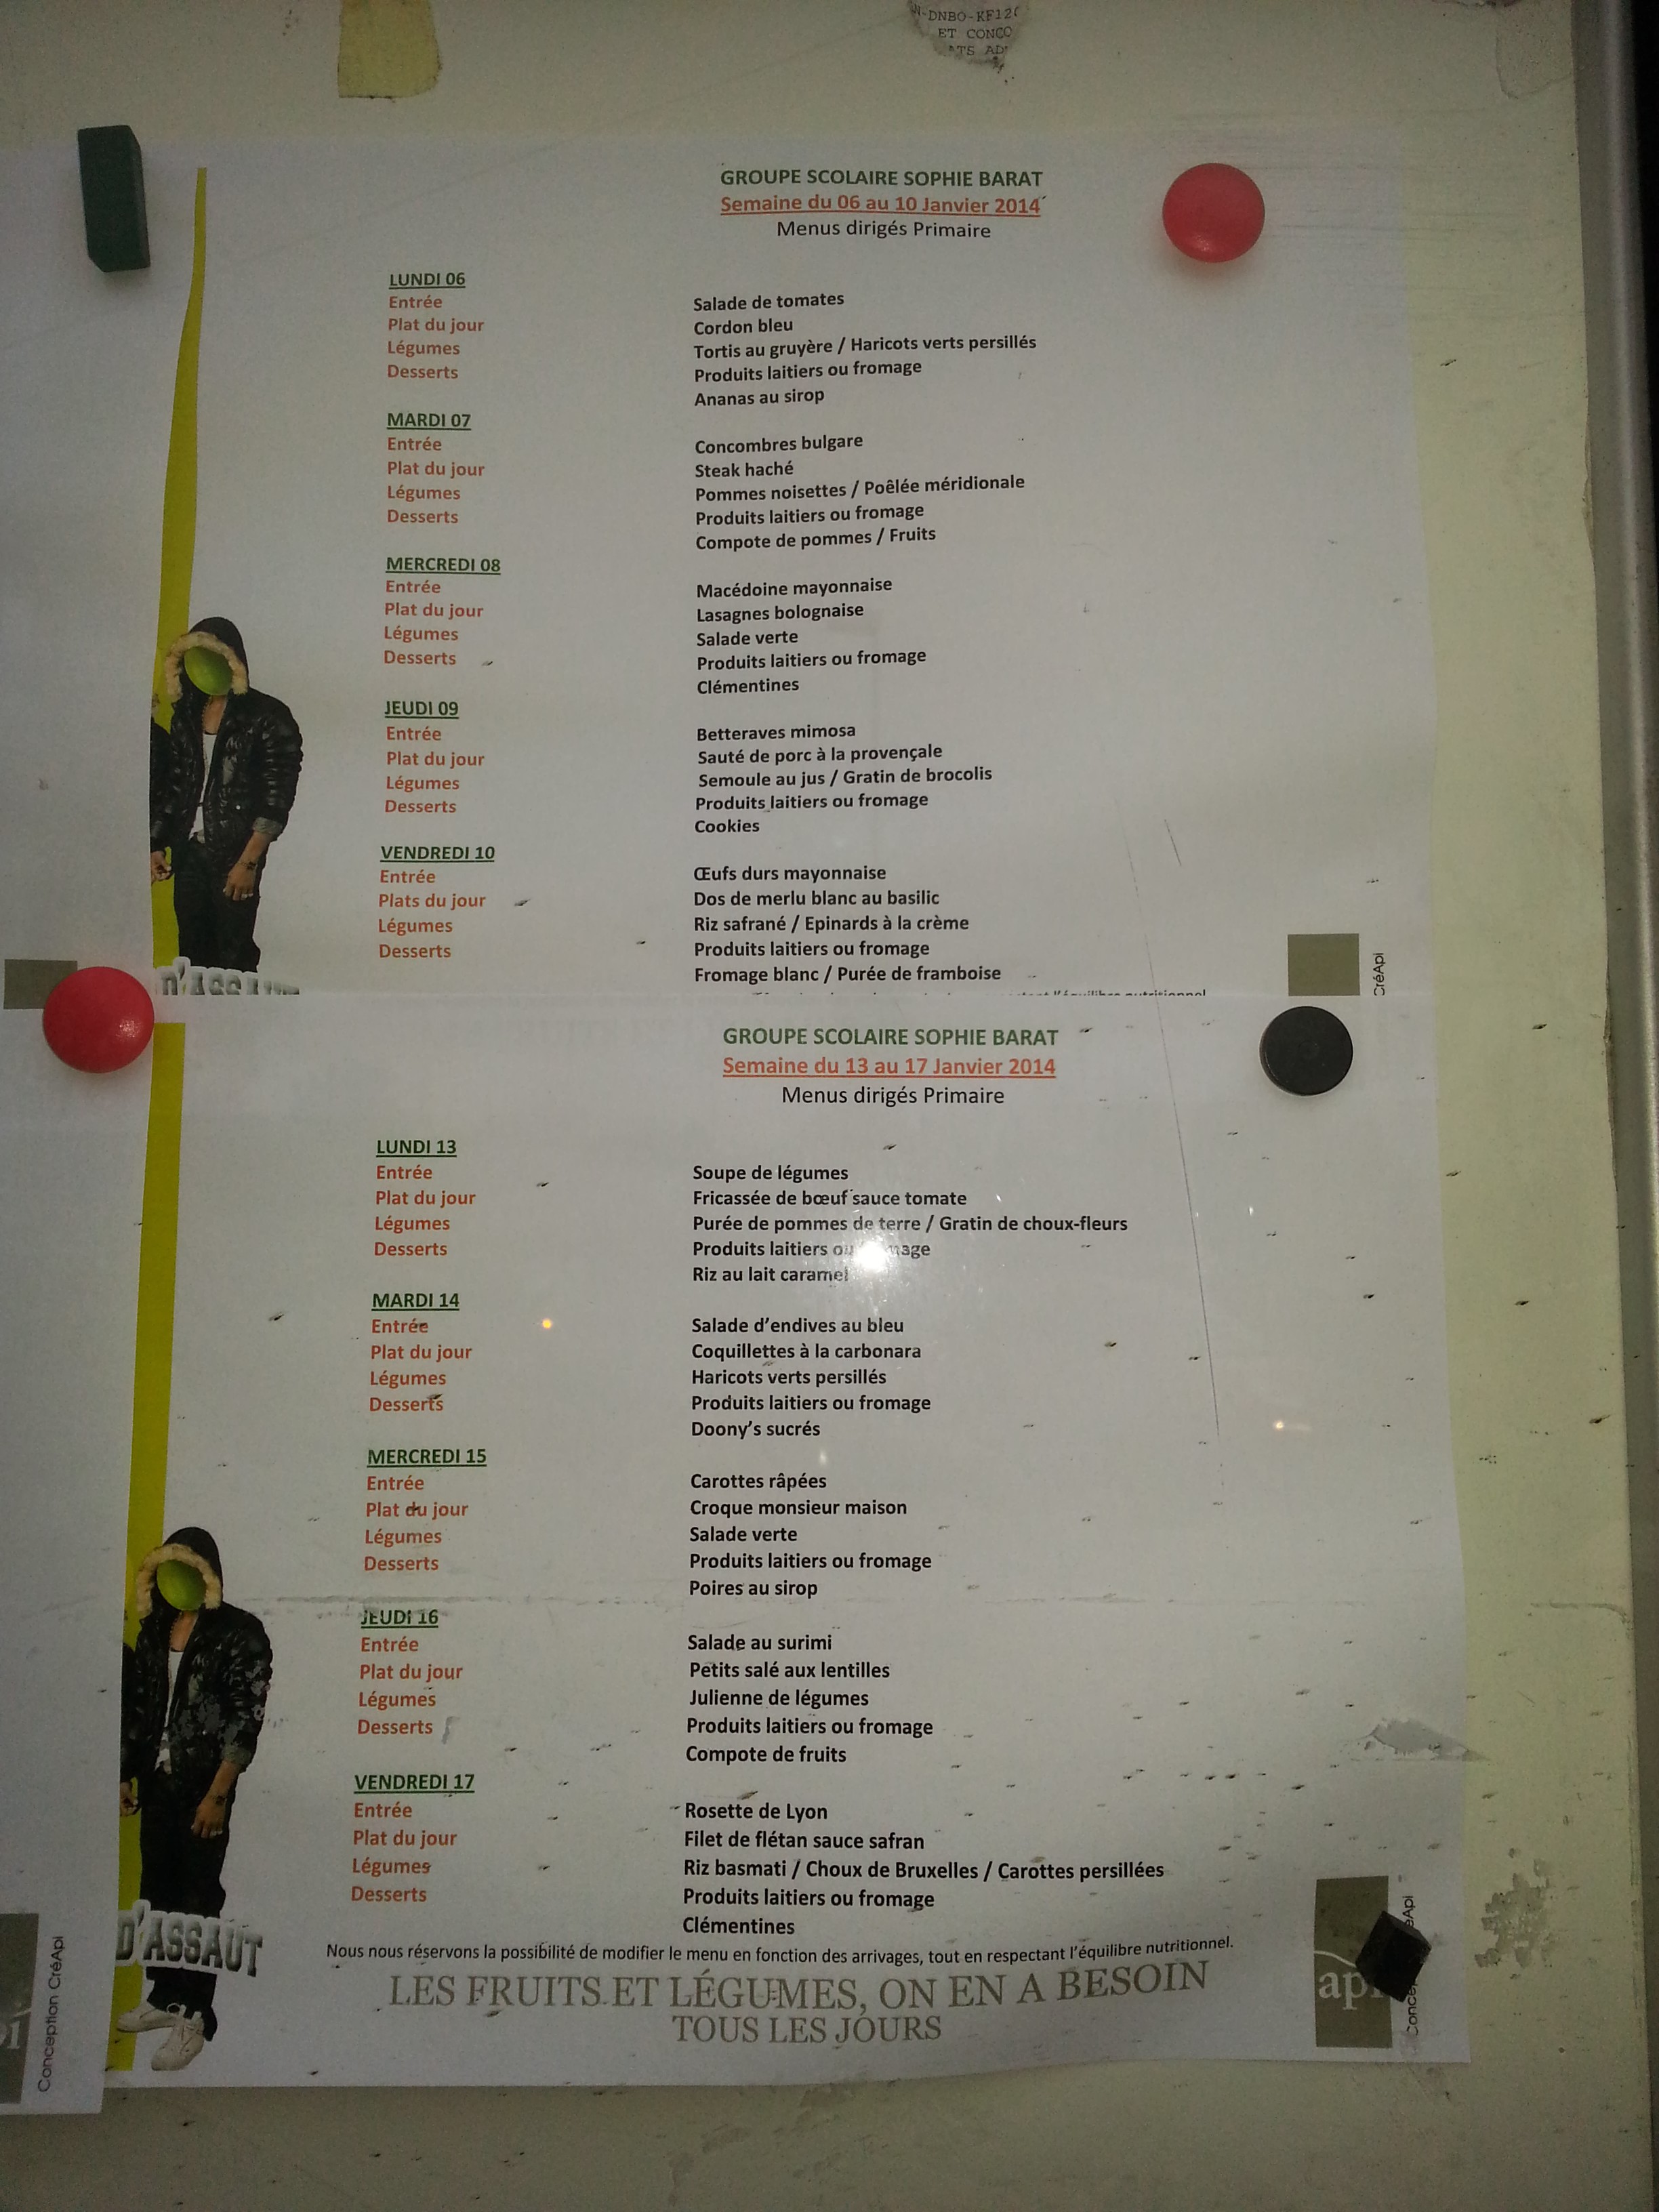 -DNBO-KF12
ET CONCO
GROUPE SCOLAIRE SOPHIE BARAT
Semaine du 06 au 10 Janvier 2014
Menus dirigés Primaire
LUNDI 06
Entrée Salade de tomates
Plat du jour Cordon bleu
Légumes Tortis au gruyère / Haricots verts persillés
Desserts Produits laitiers ou fromage
Ananas au sirop
MARDI 07
Entrée Concombres bulgare
Plat du jour Steak haché
Légumes Pommes noisettes / Poêlée méridionale
Desserts Produits laitiers ou fromage
Compote de pommes / Fruits
MERCREDI 08
Entrée Macédoine mayonnaise
Plat du jour Lasagnes bolognaise
Légumes Salade verte
Desserts Produits laitiers ou fromage
Clémentines
JEUDI 09
Entrée Betteraves mimosa
Plat du jour Sauté de porc à la provençale
Légumes Semoule au jus / Gratin de brocolis
Desserts Produits laitiers ou fromage
Cookies
VENDREDI 10
Entrée Œufs durs mayonnaise
Plats du jour Dos de merlu blanc au basilic
Légumes Riz safrané / Epinards à la crème
Desserts Produits laitiers ou fromage
Fromage blanc / Purée de framboise
CréApi
D'ASSAUT
l'équilibre nutritionnel
GROUPE SCOLAIRE SOPHIE BARAT
Semaine du 13 au 17 Janvier 2014
Menus dirigés Primaire
LUNDI 13
Entrée Soupe de légumes
Plat du jour Fricassée de bœuf sauce tomate
Légumes Purée de pommes de terre / Gratin de choux-fleurs
Desserts Produits laitiers ou fromage
Riz au lait caramel
MARDI 14
Entrée Salade d'endives au bleu
Plat du jour Coquillettes à la carbonara
Légumes Haricots verts persillés
Desserts Produits laitiers ou fromage
Doony's sucrés
MERCREDI 15
Entrée Carottes râpées
Plat du jour Croque monsieur maison
Légumes Salade verte
Desserts Produits laitiers ou fromage
Poires au sirop
JEUDI 16
Entrée Salade au surimi
Plat du jour Petits salé aux lentilles
Légumes Julienne de légumes
Desserts Produits laitiers ou fromage
Compote de fruits
VENDREDI 17
Entrée Rosette de Lyon
Plat du jour Filet de flétan sauce safran
Légumes Riz basmati / Choux de Bruxelles / Carottes persillées
Desserts Produits laitiers ou fromage
Clémentines
D'ASSAUT
Nous nous réservons la possibilité de modifier le menu en fonction des arrivages, tout en respectant l'équilibre nutritionnel.
LES FRUITS ET LÉGUMES, ON EN A BESOIN
TOUS LES JOURS
Conception CréApi
api